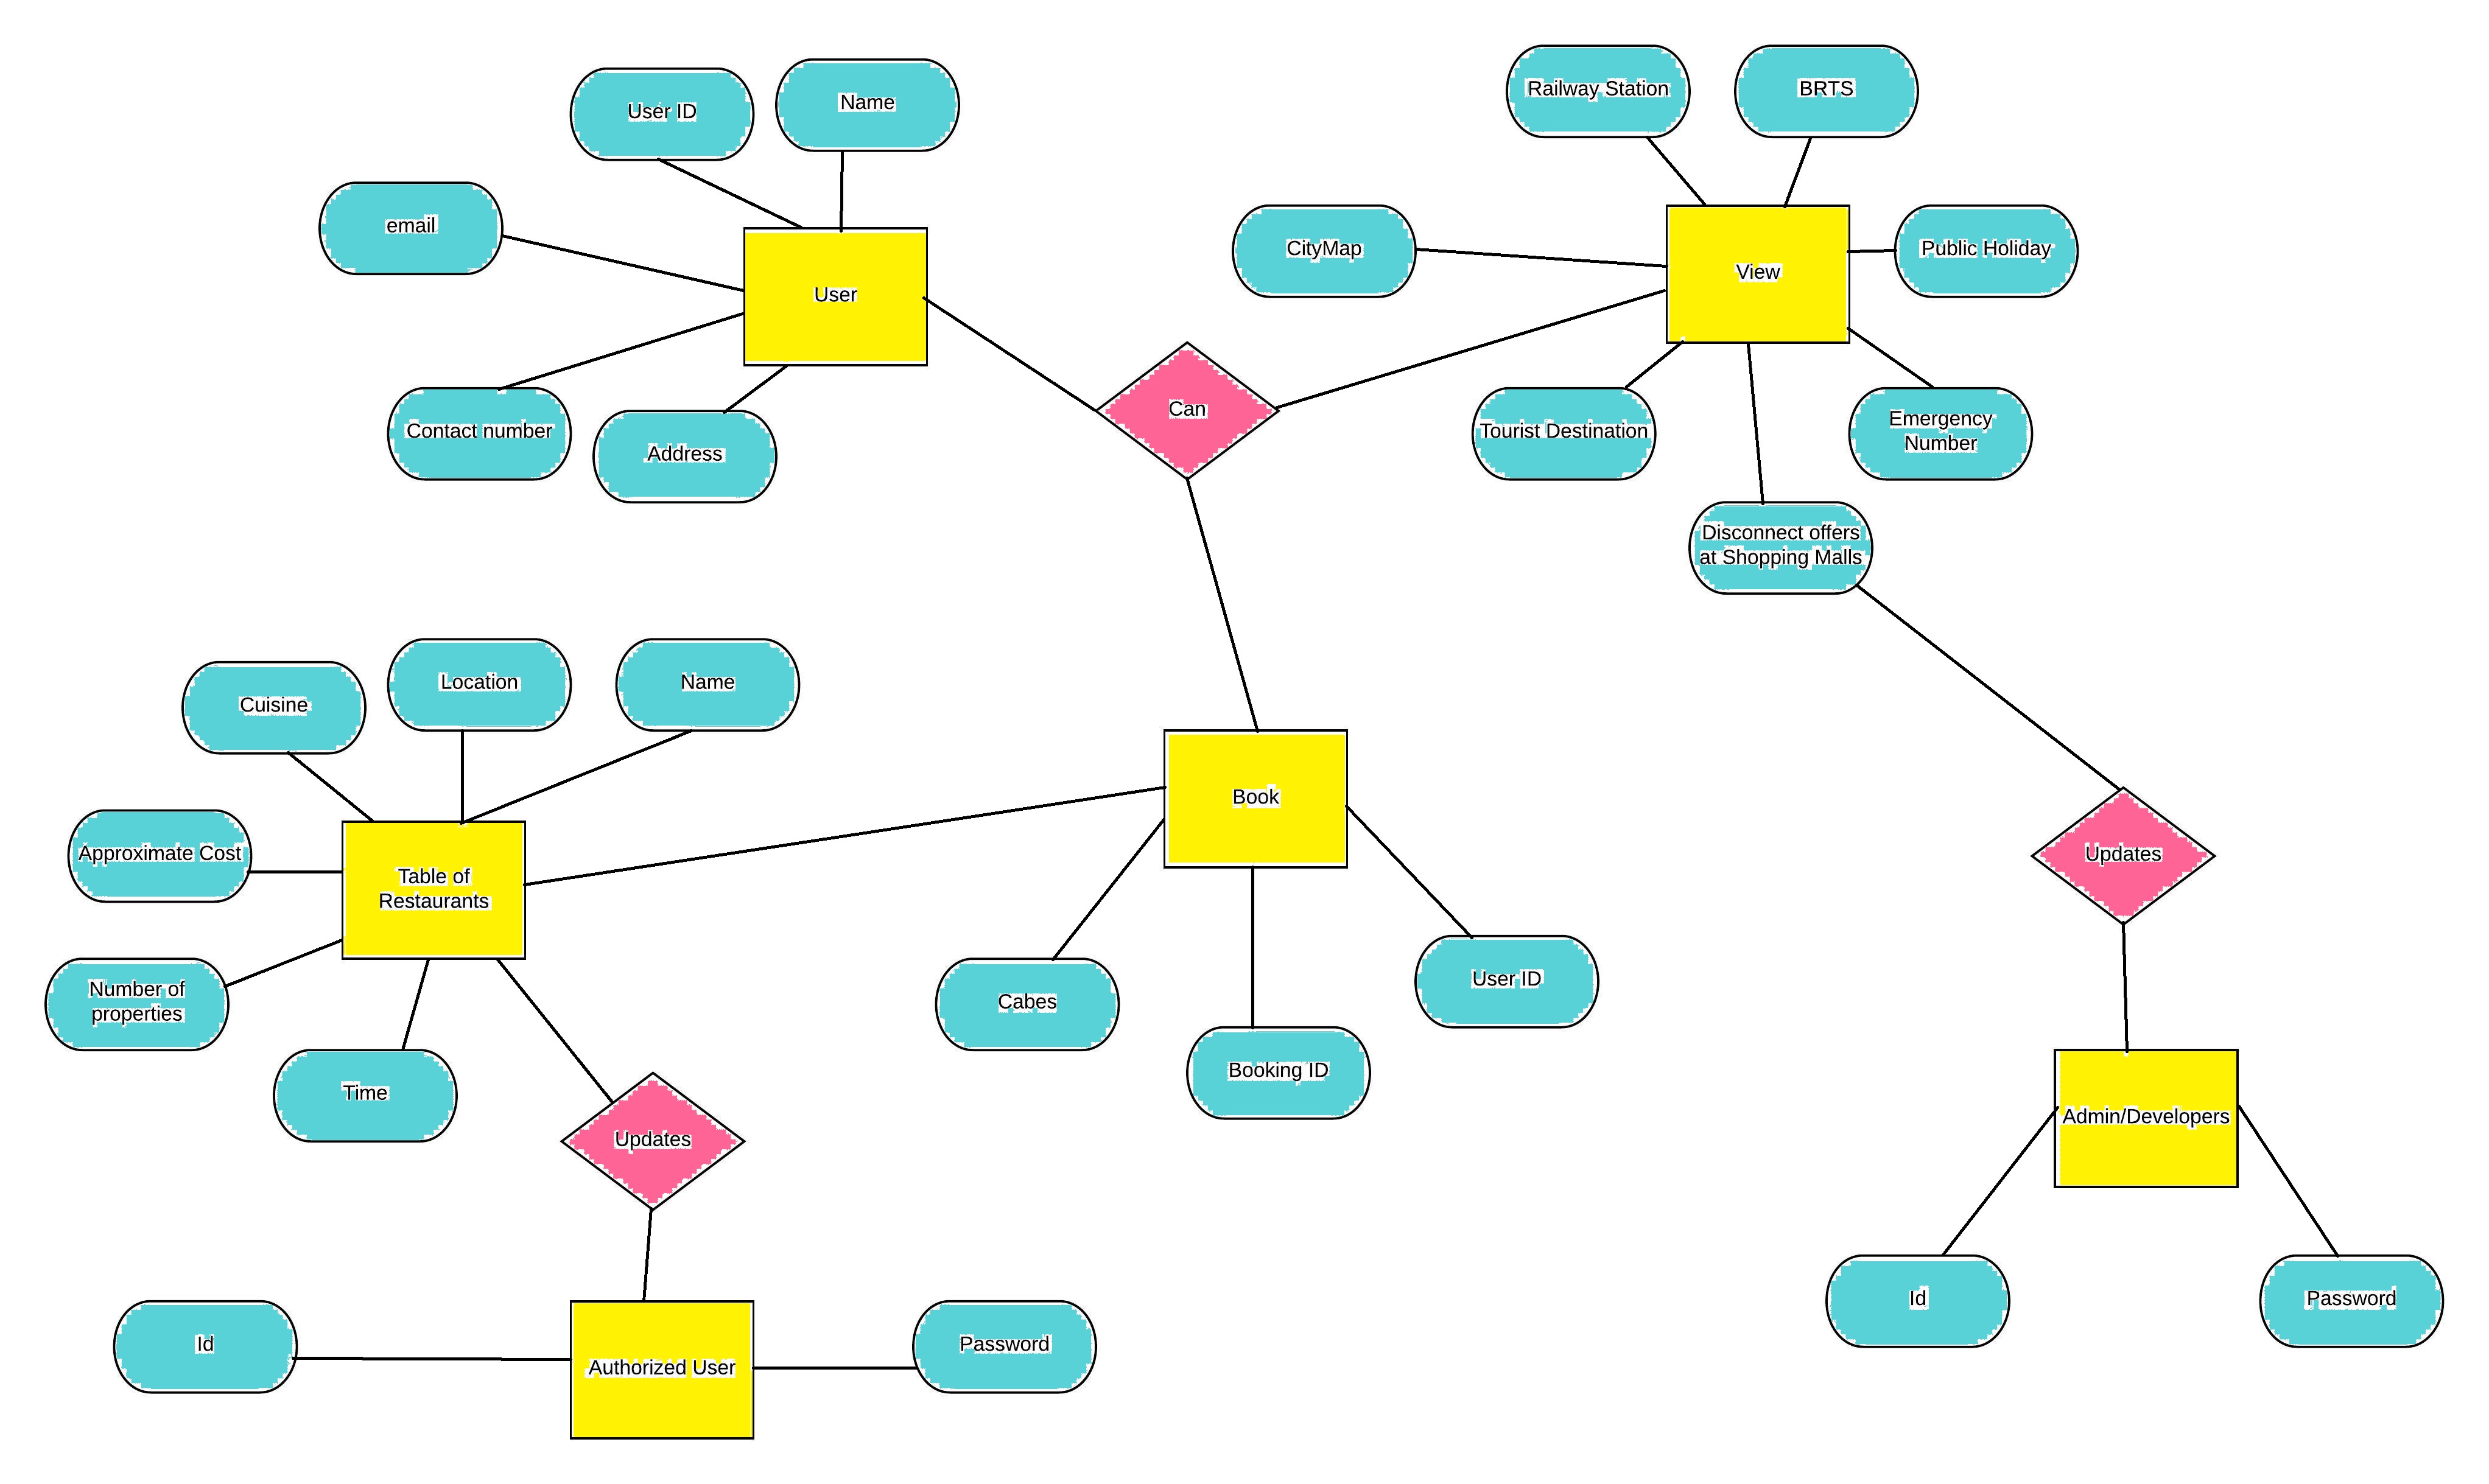 Railway Station
BRTS
User ID
Name
email
CityMap
Public Holiday
View
User
Can
Contact number
Address
Tourist Destination
Emergency
Number
Disconnect offers
at Shopping Malls
Cuisine
Location
Name
Book
Approximate Cost
Table of
Restaurants
Updates
Number of
properties
Cabes
User ID
Booking ID
Time
Updates
Admin/Developers
Id
Password
Id
Authorized User
Password